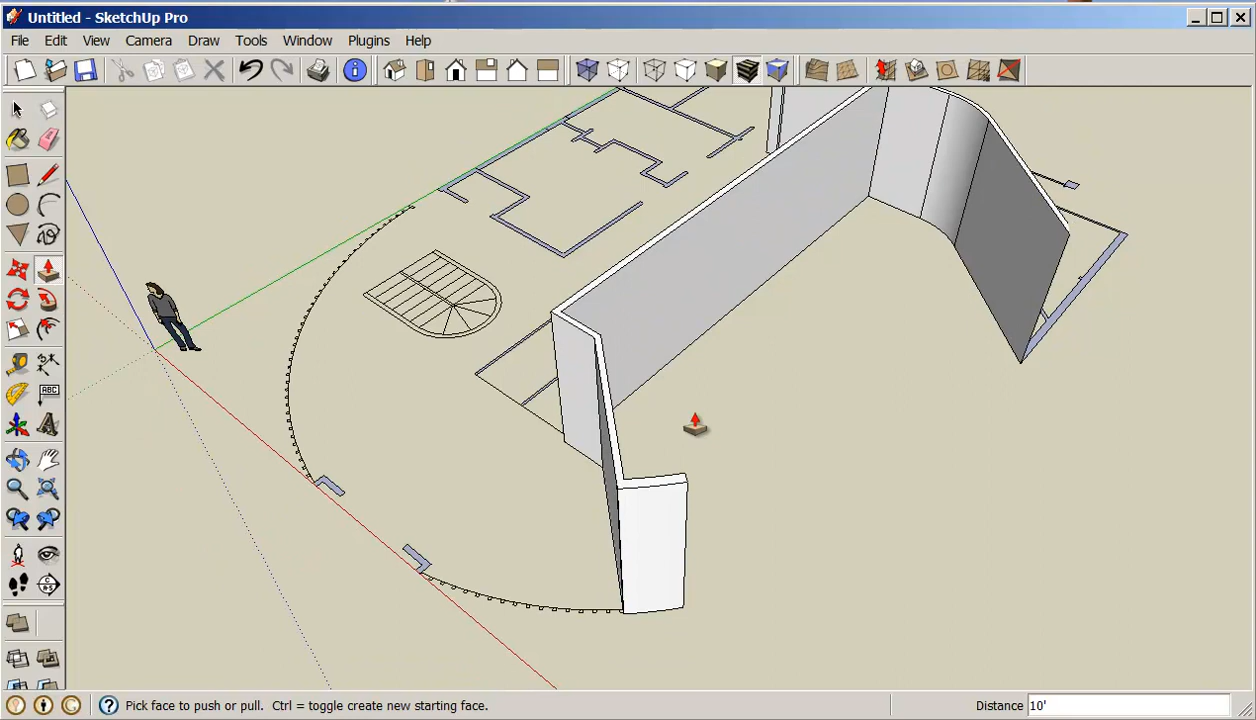 Untitled - SketchUp Pro
File Edit View Camera Draw Tools Window Plugins Help
ABC
Pick face to push or pull. Ctrl = toggle create new starting face. Distance 10'